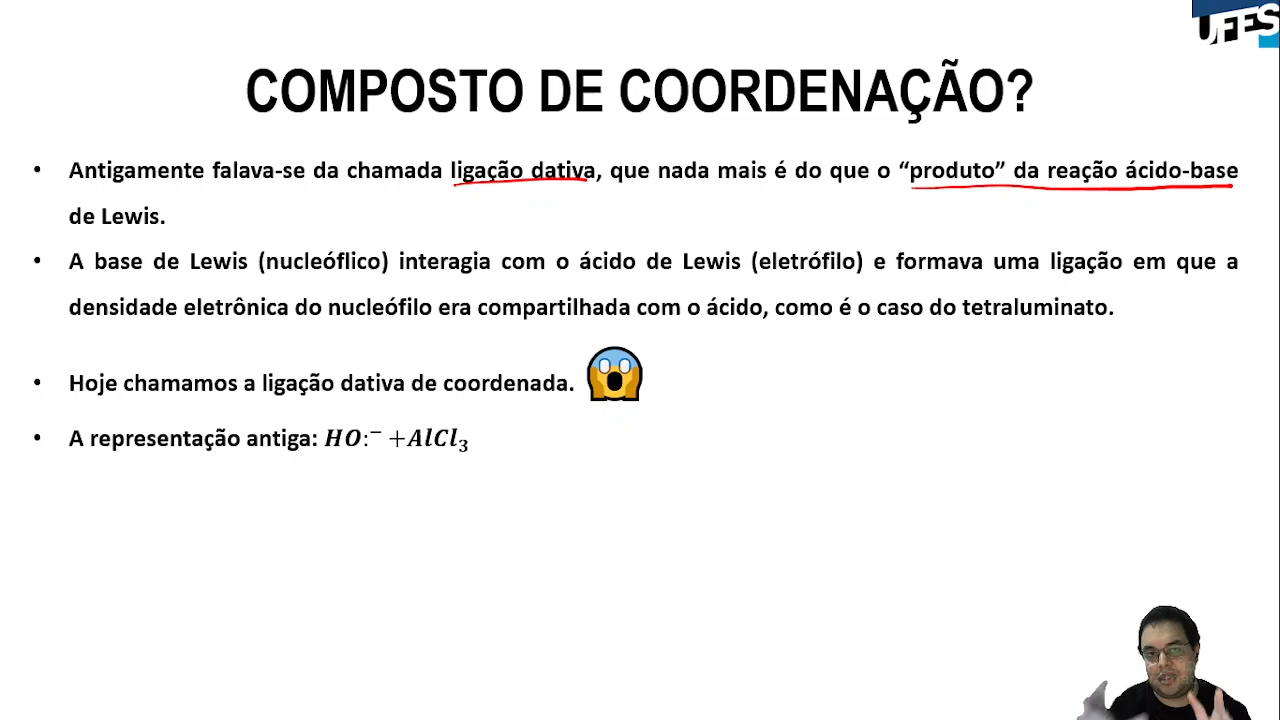 UFES
COMPOSTO DE COORDENAÇÃO?
• Antigamente falava-se da chamada ligação dativa, que nada mais é do que o “produto” da reação ácido-base
de Lewis.
• A base de Lewis (nucleóflico) interagia com o ácido de Lewis (eletrófilo) e formava uma ligação em que a
densidade eletrônica do nucleófilo era compartilhada com o ácido, como é o caso do tetraluminato.
• Hoje chamamos a ligação dativa de coordenada.
• A representação antiga: HO:⁻ +AlCl₃